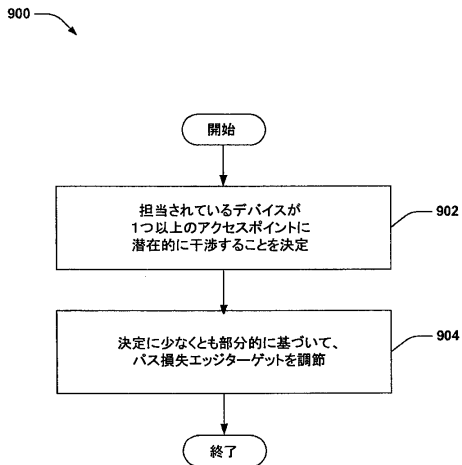 900
開始
担当されているデバイスが
1つ以上のアクセスポイントに
潜在的に干渉することを決定
902
決定に少なくとも部分的に基づいて、
パス損失エッジターゲットを調節
904
終了